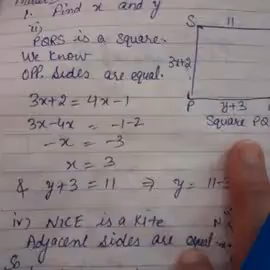 1. Find x and y
ii)
PQRS is a square.
We know
Opp. Sides are equal.
3x+2 = 4x-1
3x-4x = -1-2
-x = -3
x = 3
& y+3 = 11 ⇒ y = 11-3
iv) NICE is a Kite
Adjacent Sides are equal
So
S 11
3x+2
P y+3
Square PQ
N